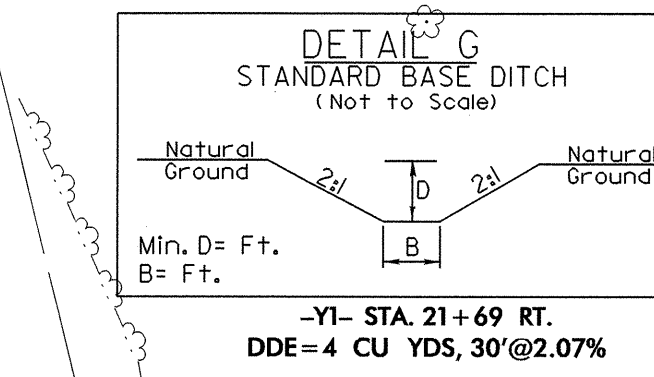 DETAIL G
STANDARD BASE DITCH
(Not to Scale)
Natural
Ground
2:1
D
2:1
Natural
Ground
B
Min. D= Ft.
B= Ft.
-Y1- STA. 21+69 RT.
DDE=4 CU YDS, 30'@2.07%